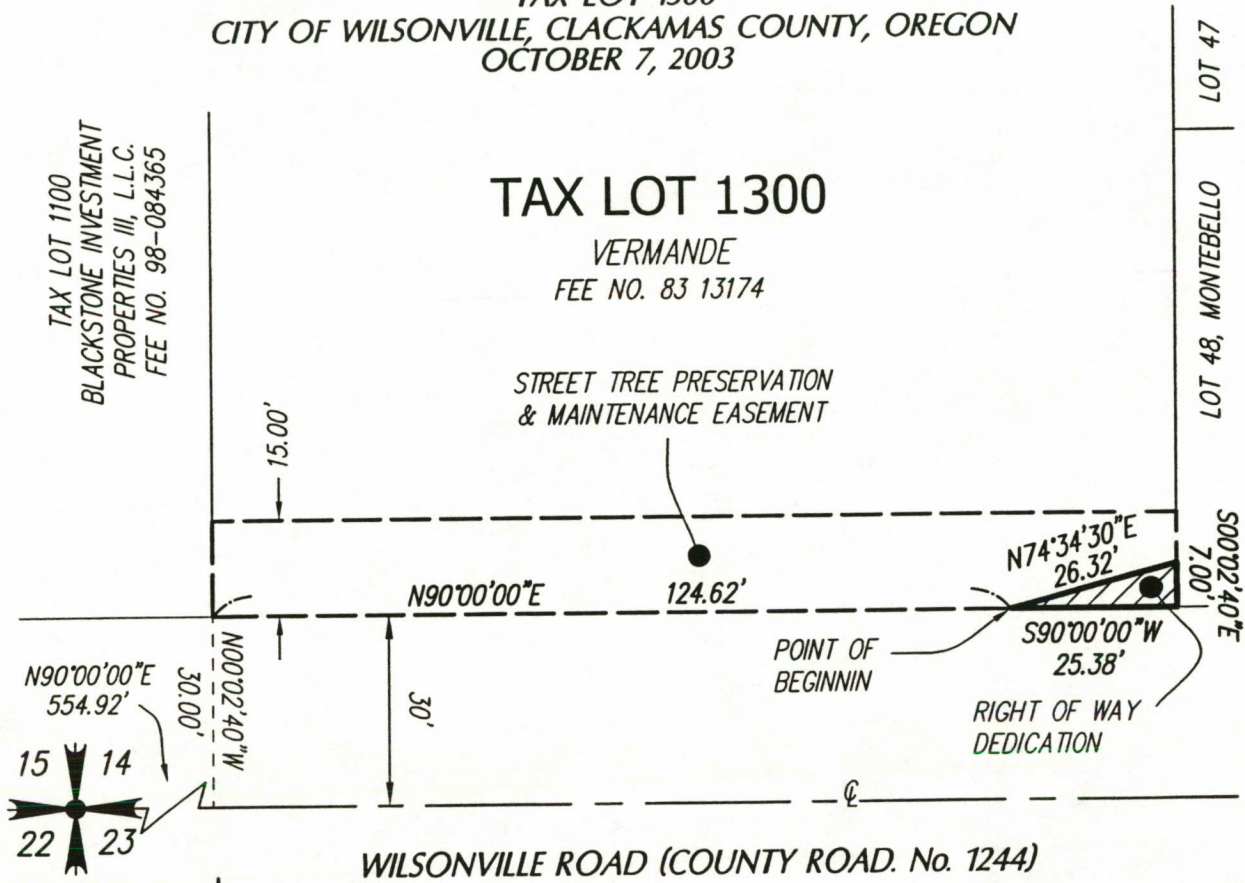 TAX LOT 1300
CITY OF WILSONVILLE, CLACKAMAS COUNTY, OREGON
OCTOBER 7, 2003
TAX LOT 1100
BLACKSTONE INVESTMENT
PROPERTIES III, L.L.C.
FEE NO. 98-084365
TAX LOT 1300
VERMANDE
FEE NO. 83 13174
LOT 47
LOT 48, MONTEBELLO
STREET TREE PRESERVATION
& MAINTENANCE EASEMENT
15.00'
N90°00'00"E
124.62'
N74°34'30"E
26.32'
S00°02'40"E
7.00'
S90°00'00"W
25.38'
POINT OF
BEGINNIN
RIGHT OF WAY
DEDICATION
N90°00'00"E
554.92'
N00°02'40"W
30.00'
30'
15 14
22 23
℄
WILSONVILLE ROAD (COUNTY ROAD. No. 1244)